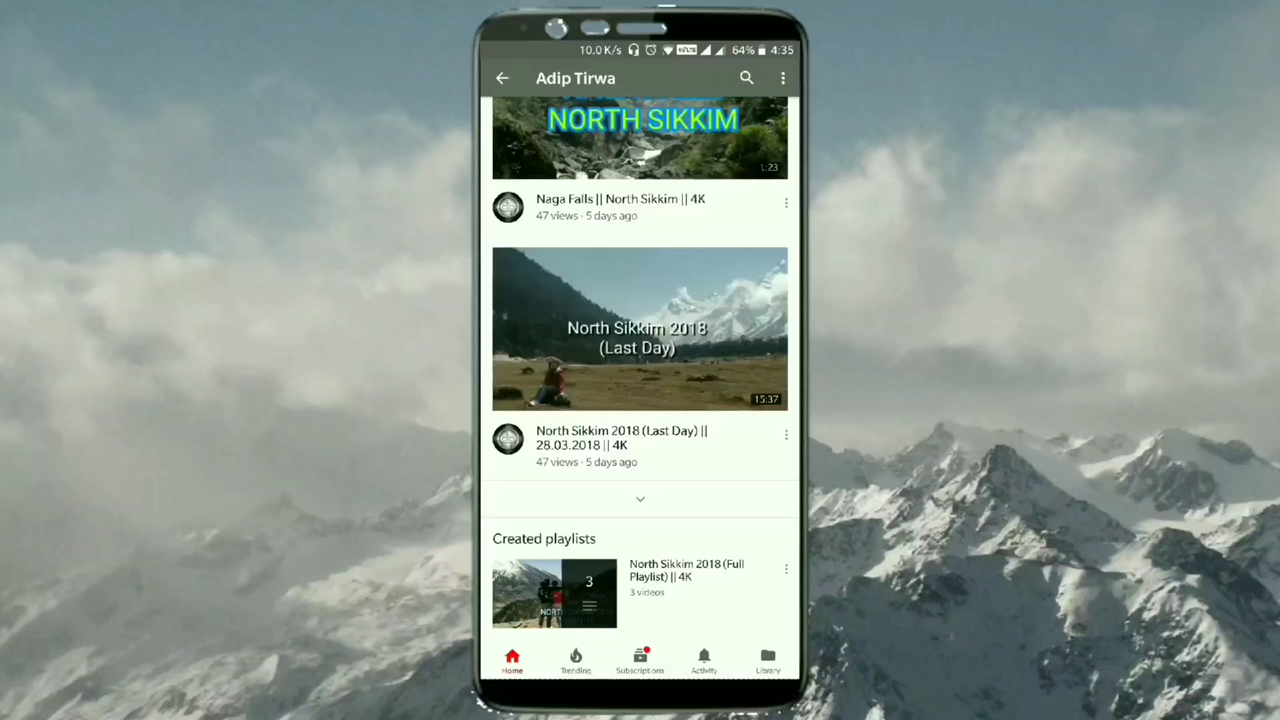 10.0 K/s VoLTE 64% 4:35
Adip Tirwa
NORTH SIKKIM
1:23
Naga Falls || North Sikkim || 4K
47 views · 5 days ago
North Sikkim 2018
(Last Day)
15:37
North Sikkim 2018 (Last Day) ||
28.03.2018 || 4K
47 views · 5 days ago
Created playlists
3
NORT
North Sikkim 2018 (Full
Playlist) || 4K
3 videos
Home Trending Subscriptions Activity Library